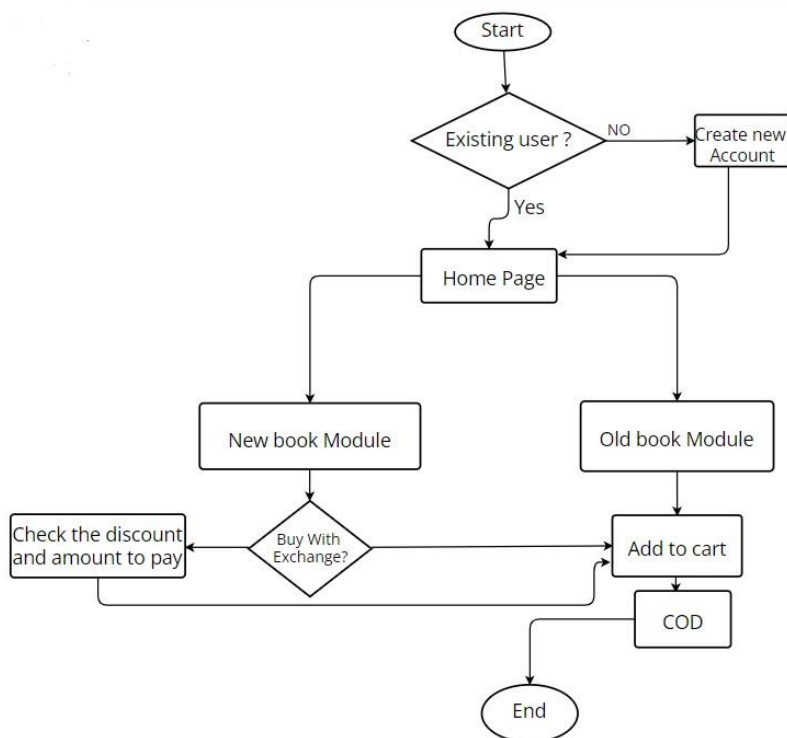 Start
Existing user ?
NO
Create new
Account
Yes
Home Page
New book Module
Old book Module
Check the discount
and amount to pay
Buy With
Exchange?
Add to cart
COD
End